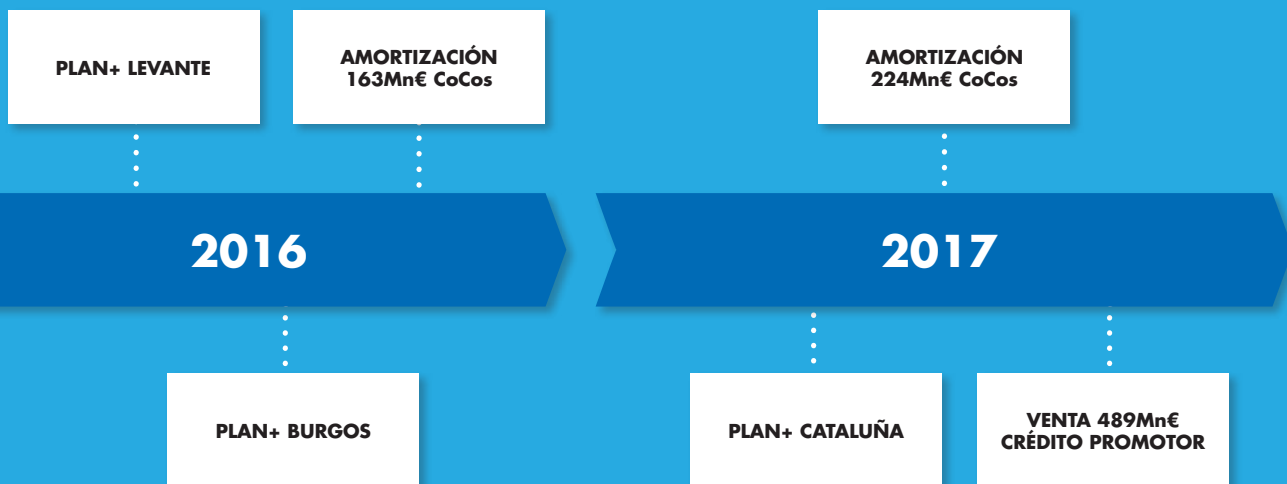 PLAN+ LEVANTE
AMORTIZACIÓN
163Mn€ CoCos
AMORTIZACIÓN
224Mn€ CoCos
2016
2017
PLAN+ BURGOS
PLAN+ CATALUÑA
VENTA 489Mn€
CRÉDITO PROMOTOR